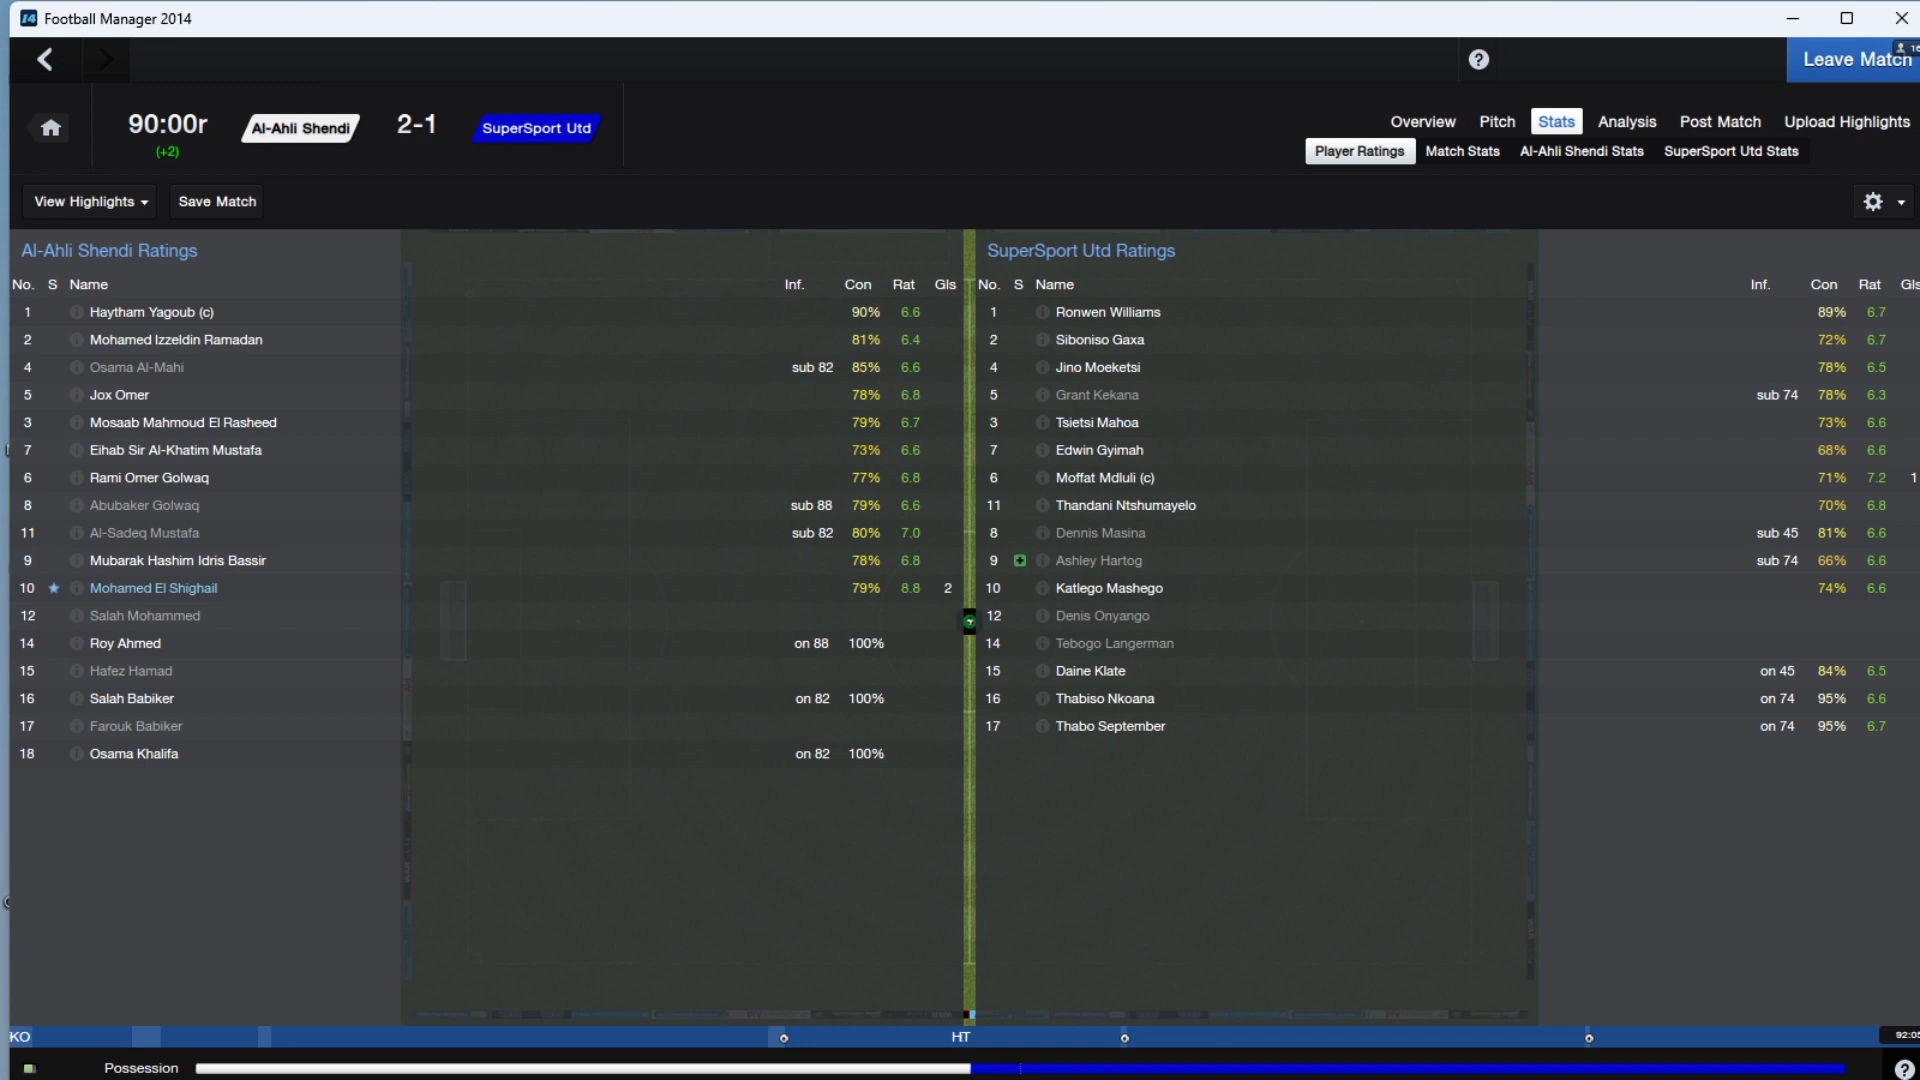 14 Football Manager 2014
Leave Match
90:00r Al-Ahli Shendi 2-1 SuperSport Utd
(+2)
Overview Pitch Stats Analysis Post Match Upload Highlights
Player Ratings Match Stats Al-Ahli Shendi Stats SuperSport Utd Stats
View Highlights Save Match
Al-Ahli Shendi Ratings
No. S Name Inf. Con Rat Gls
1 Haytham Yagoub (c) 90% 6.6
2 Mohamed Izzeldin Ramadan 81% 6.4
4 Osama Al-Mahi sub 82 85% 6.6
5 Jox Omer 78% 6.8
3 Mosaab Mahmoud El Rasheed 79% 6.7
7 Eihab Sir Al-Khatim Mustafa 73% 6.6
6 Rami Omer Golwaq 77% 6.8
8 Abubaker Golwaq sub 88 79% 6.6
11 Al-Sadeq Mustafa sub 82 80% 7.0
9 Mubarak Hashim Idris Bassir 78% 6.8
10 Mohamed El Shighail 79% 8.8 2
12 Salah Mohammed
14 Roy Ahmed on 88 100%
15 Hafez Hamad
16 Salah Babiker on 82 100%
17 Farouk Babiker
18 Osama Khalifa on 82 100%
SuperSport Utd Ratings
No. S Name Inf. Con Rat Gls
1 Ronwen Williams 89% 6.7
2 Siboniso Gaxa 72% 6.7
4 Jino Moeketsi 78% 6.5
5 Grant Kekana sub 74 78% 6.3
3 Tsietsi Mahoa 73% 6.6
7 Edwin Gyimah 68% 6.6
6 Moffat Mdluli (c) 71% 7.2 1
11 Thandani Ntshumayelo 70% 6.8
8 Dennis Masina sub 45 81% 6.6
9 Ashley Hartog sub 74 66% 6.6
10 Katlego Mashego 74% 6.6
12 Denis Onyango
14 Tebogo Langerman
15 Daine Klate on 45 84% 6.5
16 Thabiso Nkoana on 74 95% 6.6
17 Thabo September on 74 95% 6.7
KO HT 92:05
Possession